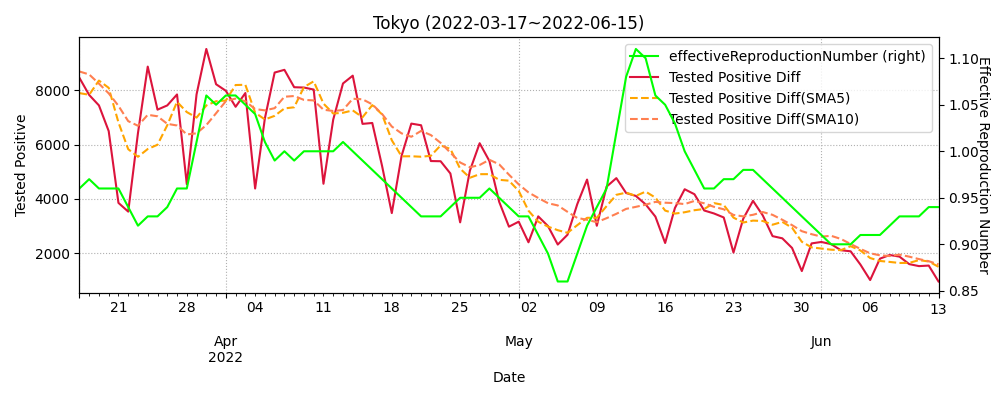 Tokyo (2022-03-17~2022-06-15)
effectiveReproductionNumber (right)
Tested Positive Diff
Tested Positive Diff(SMA5)
Tested Positive Diff(SMA10)
Tested Positive
8000
6000
4000
2000
Effective Reproduction Number
1.10
1.05
1.00
0.95
0.90
0.85
21 28 04 11 18 25 02 09 16 23 30 06 13
Apr May Jun
2022
Date